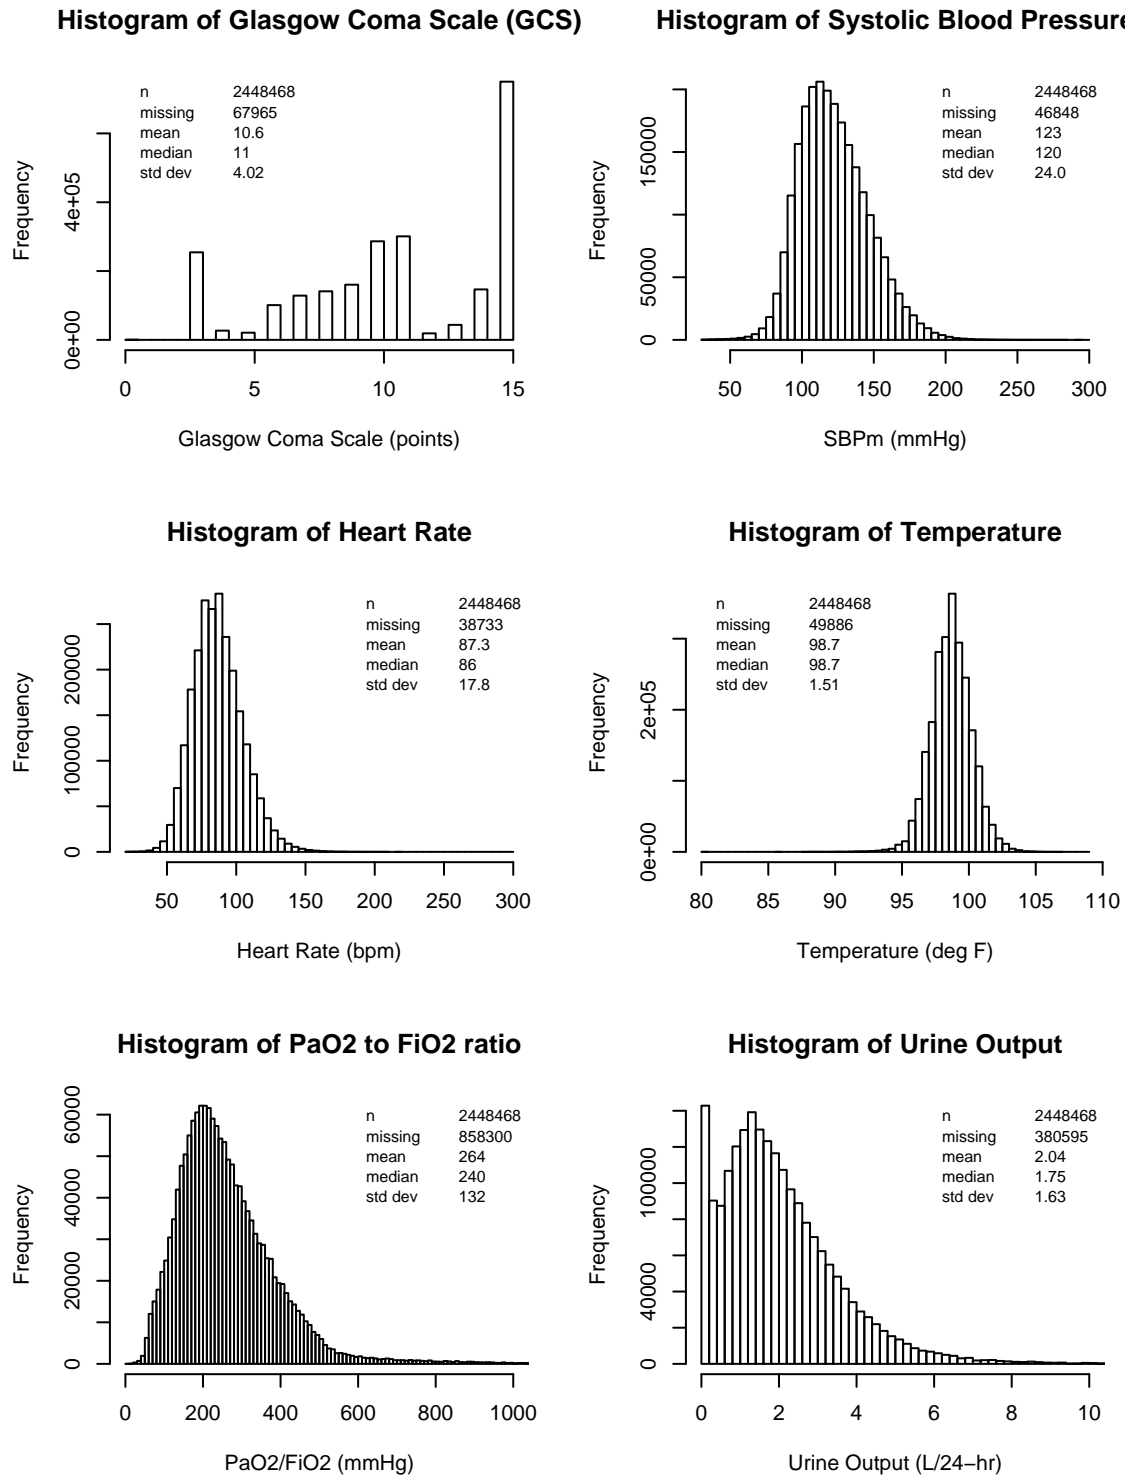 Histogram of Glasgow Coma Scale (GCS)
n 2448468
missing 67965
mean 10.6
median 11
std dev 4.02
Frequency
0e+00 4e+05
0 5 10 15
Glasgow Coma Scale (points)
Histogram of Systolic Blood Pressure
n 2448468
missing 46848
mean 123
median 120
std dev 24.0
Frequency
0 50000 150000
50 100 150 200 250 300
SBPm (mmHg)
Histogram of Heart Rate
n 2448468
missing 38733
mean 87.3
median 86
std dev 17.8
Frequency
0 100000 200000
50 100 150 200 250 300
Heart Rate (bpm)
Histogram of Temperature
n 2448468
missing 49886
mean 98.7
median 98.7
std dev 1.51
Frequency
0e+00 2e+05
80 85 90 95 100 105 110
Temperature (deg F)
Histogram of PaO2 to FiO2 ratio
n 2448468
missing 858300
mean 264
median 240
std dev 132
Frequency
0 20000 40000 60000
0 200 400 600 800 1000
PaO2/FiO2 (mmHg)
Histogram of Urine Output
n 2448468
missing 380595
mean 2.04
median 1.75
std dev 1.63
Frequency
0 40000 100000
0 2 4 6 8 10
Urine Output (L/24−hr)